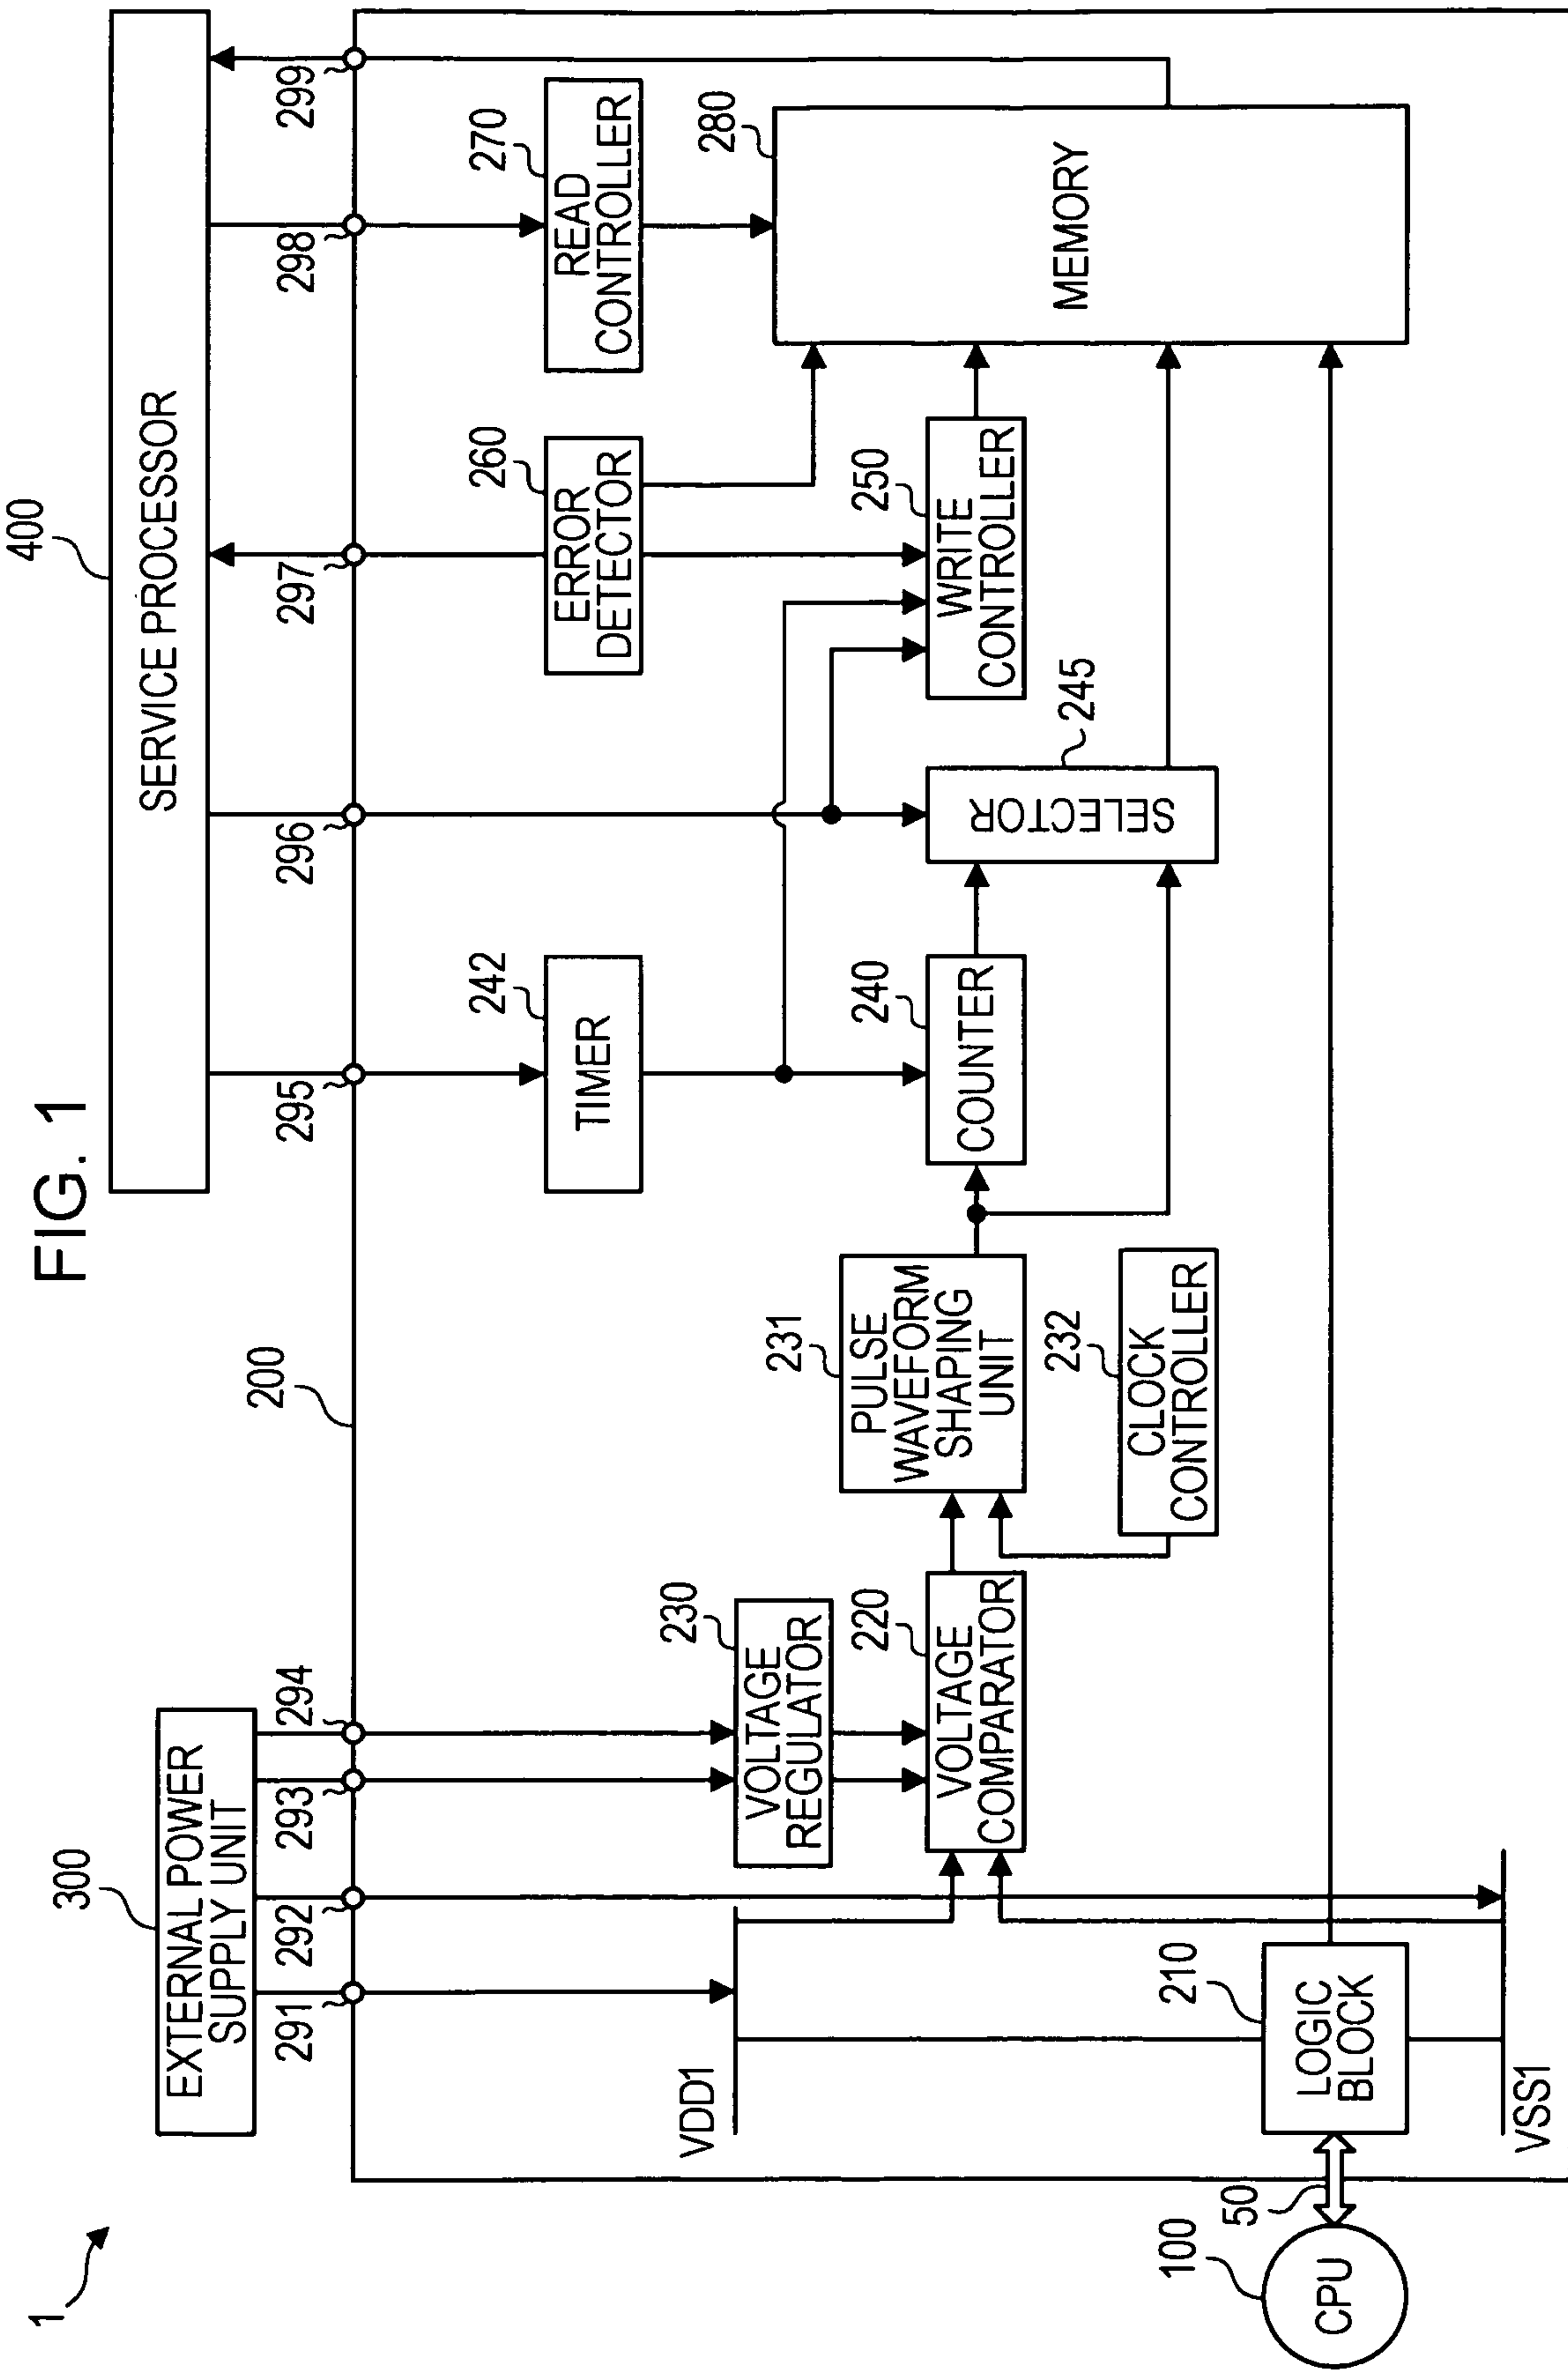 FIG. 1
1
400
SERVICE PROCESSOR
300
EXTERNAL POWER
SUPPLY UNIT
200
291
292
293
294
295
296
297
298
299
242
TIMER
260
ERROR
DETECTOR
270
READ
CONTROLLER
VDD1
230
VOLTAGE
REGULATOR
220
VOLTAGE
COMPARATOR
231
PULSE
WAVEFORM
SHAPING
UNIT
232
CLOCK
CONTROLLER
240
COUNTER
245
SELECTOR
250
WRITE
CONTROLLER
280
MEMORY
100
CPU
50
210
LOGIC
BLOCK
VSS1